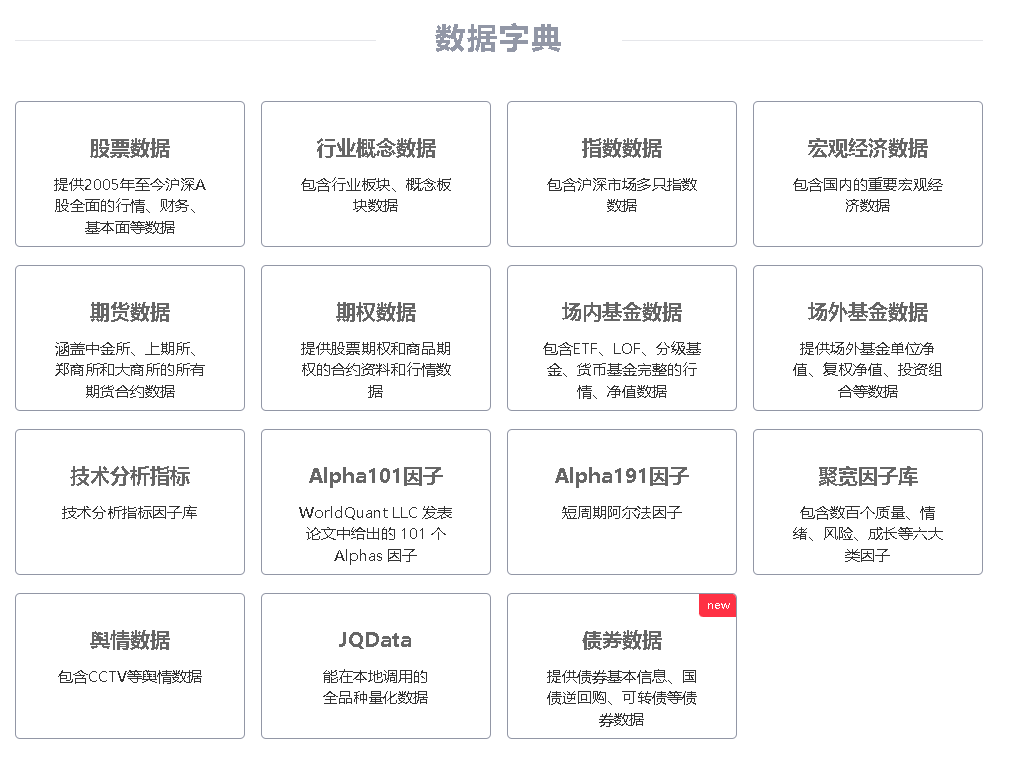 数据字典
股票数据
提供2005年至今沪深A
股全面的行情、财务、
基本面等数据
行业概念数据
包含行业板块、概念板
块数据
指数数据
包含沪深市场多只指数
数据
宏观经济数据
包含国内的重要宏观经
济数据
期货数据
涵盖中金所、上期所、
郑商所和大商所的所有
期货合约数据
期权数据
提供股票期权和商品期
权的合约资料和行情数
据
场内基金数据
包含ETF、LOF、分级基
金、货币基金完整的行
情、净值数据
场外基金数据
提供场外基金单位净
值、复权净值、投资组
合等数据
技术分析指标
技术分析指标因子库
Alpha101因子
WorldQuant LLC 发表
论文中给出的 101 个
Alphas 因子
Alpha191因子
短周期阿尔法因子
聚宽因子库
包含数百个质量、情
绪、风险、成长等六大
类因子
舆情数据
包含CCTV等舆情数据
JQData
能在本地调用的
全品种量化数据
new
债券数据
提供债券基本信息、国
债逆回购、可转债等债
券数据